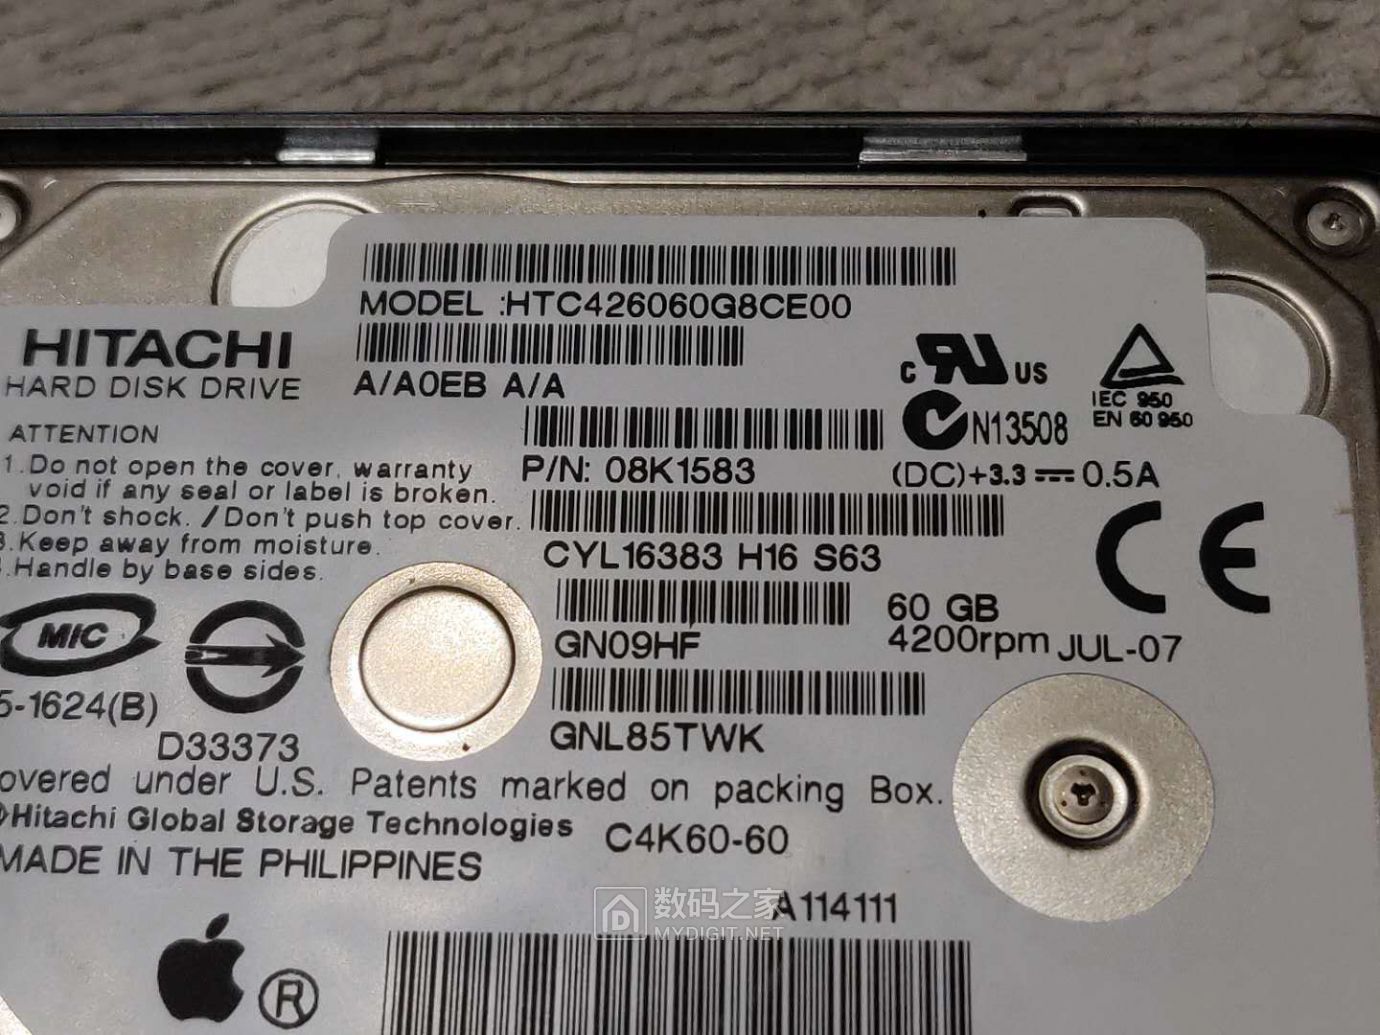 MODEL :HTC426060G8CE00
HITACHI
HARD DISK DRIVE
A/A0EB A/A
ATTENTION
1.Do not open the cover, warranty
void if any seal or label is broken.
2.Don't shock. /Don't push top cover.
3.Keep away from moisture.
.Handle by base sides.
P/N: 08K1583
c RU US
IEC 950
EN 60 950
N13508
(DC)+3.3 ⎓ 0.5A
CYL16383 H16 S63
CE
GN09HF
60 GB
4200rpm JUL-07
MIC
5-1624(B)
D33373
GNL85TWK
overed under U.S. Patents marked on packing Box.
Hitachi Global Storage Technologies
C4K60-60
MADE IN THE PHILIPPINES
A114111
数码之家
MYDIGIT.NET
®